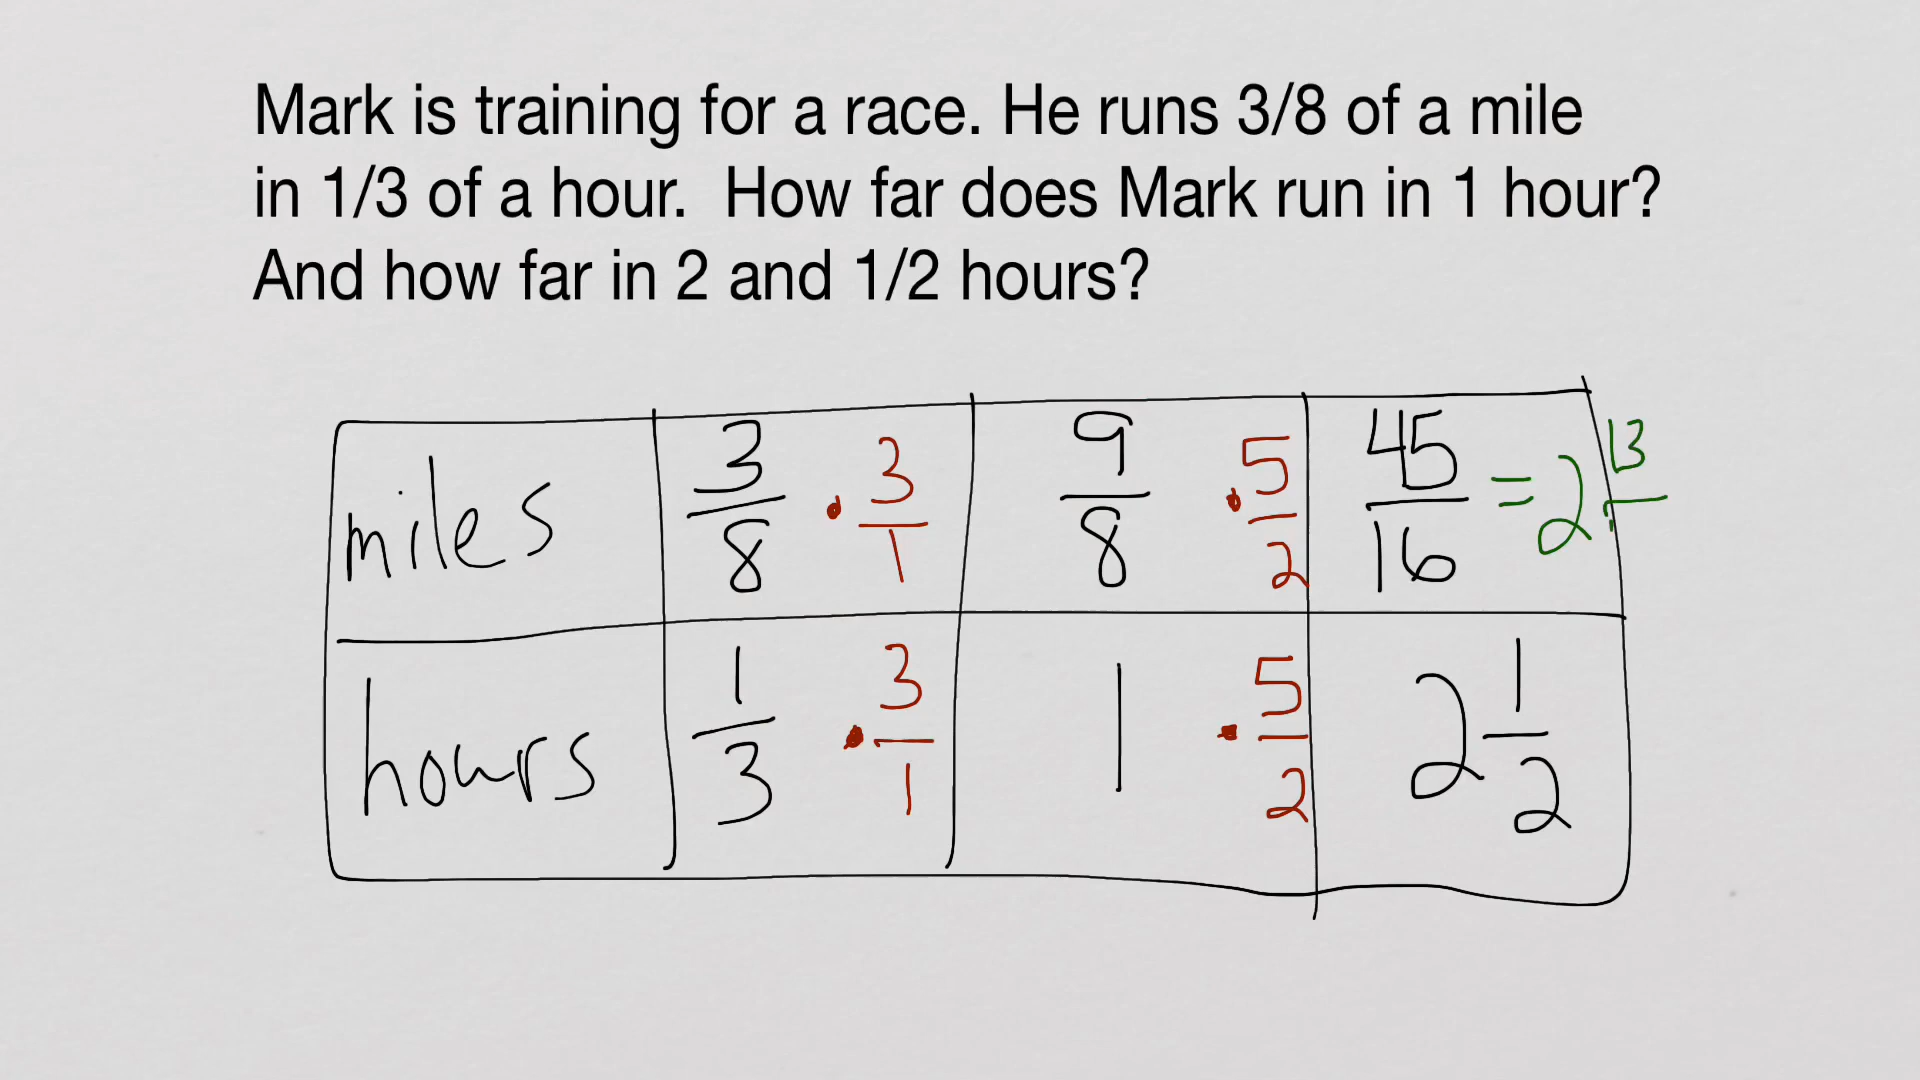 Mark is training for a race. He runs 3/8 of a mile
in 1/3 of a hour. How far does Mark run in 1 hour?
And how far in 2 and 1/2 hours?
miles 3/8 · 3/1 9/8 · 5/2 45/16 = 2 13/
hours 1/3 · 3/1 1 · 5/2 2 1/2